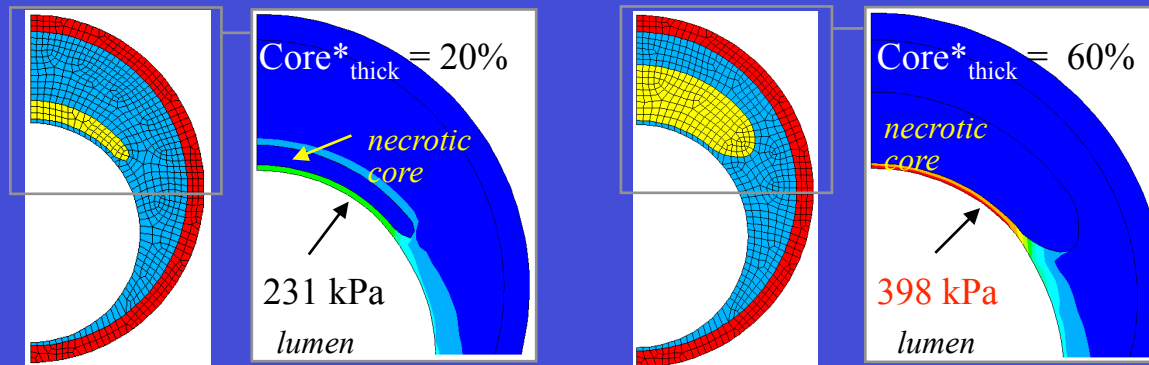 Core*thick = 20%
necrotic
core
231 kPa
lumen
Core*thick = 60%
necrotic
core
398 kPa
lumen